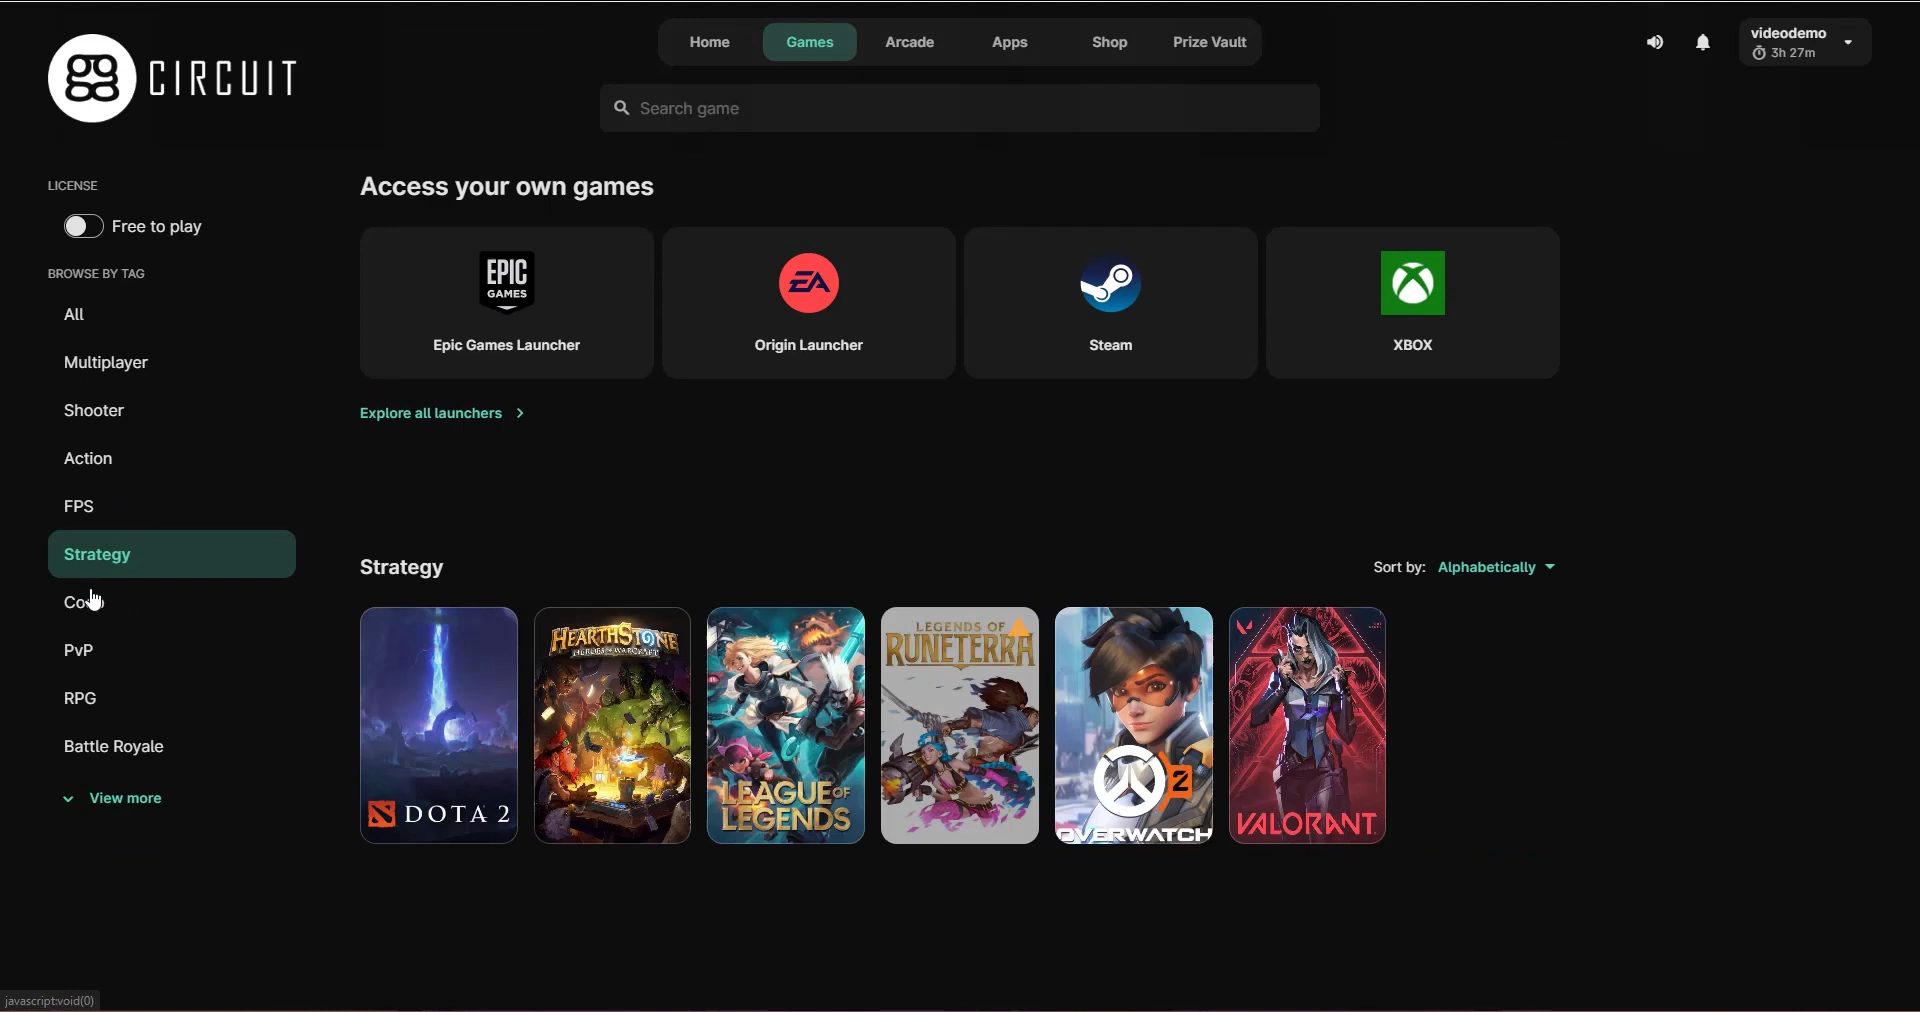 CIRCUIT
Home Games Arcade Apps Shop Prize Vault
videodemo
3h 27m
Search game
LICENSE
Free to play
BROWSE BY TAG
All
Multiplayer
Shooter
Action
FPS
Strategy
PvP
RPG
Battle Royale
View more
Access your own games
EPIC
GAMES
EA
Epic Games Launcher
Origin Launcher
Steam
XBOX
Explore all launchers
Strategy
Sort by: Alphabetically
DOTA 2
HEARTHSTONE
HEROES OF WARCRAFT
LEAGUE OF
LEGENDS
LEGENDS OF
RUNETERRA
2
OVERWATCH
VALORANT
javascript:void(0)